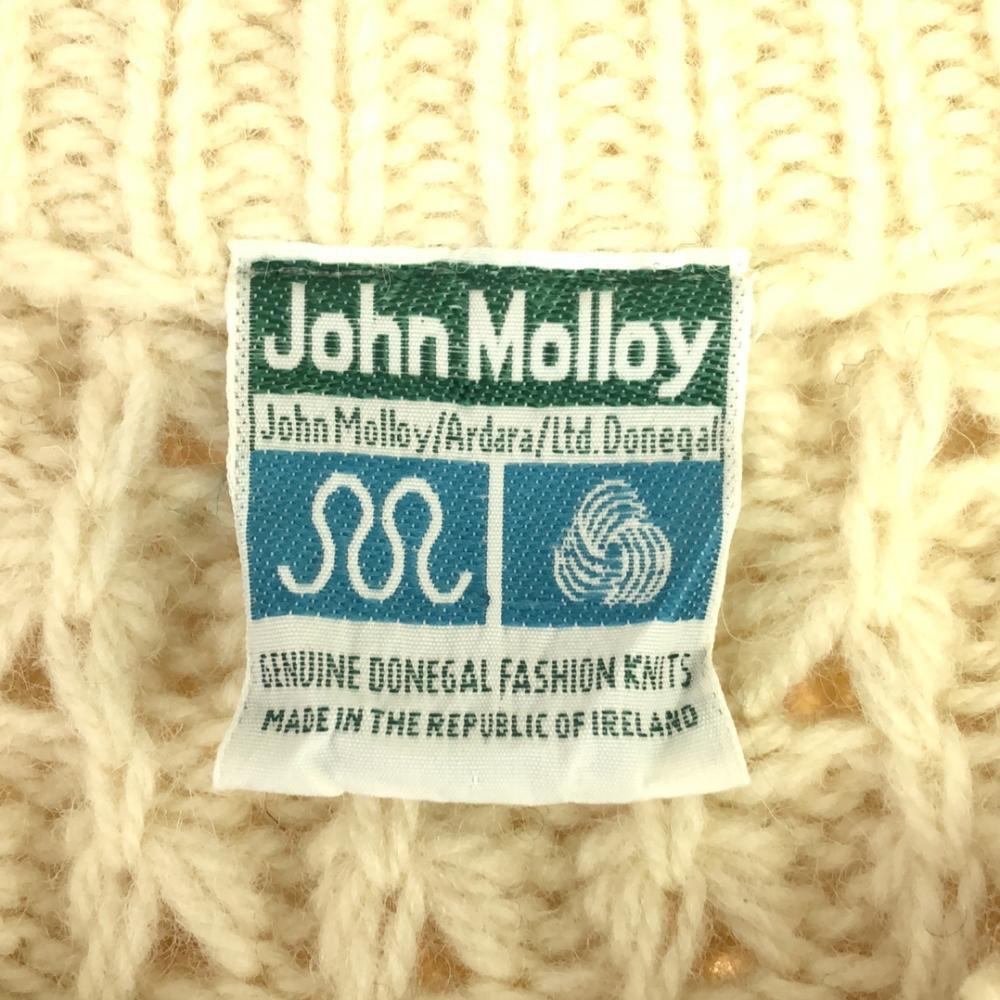 John Molloy
John Molloy/Ardara/Ltd. Donegal
GENUINE DONEGAL FASHION KNITS
MADE IN THE REPUBLIC OF IRELAND